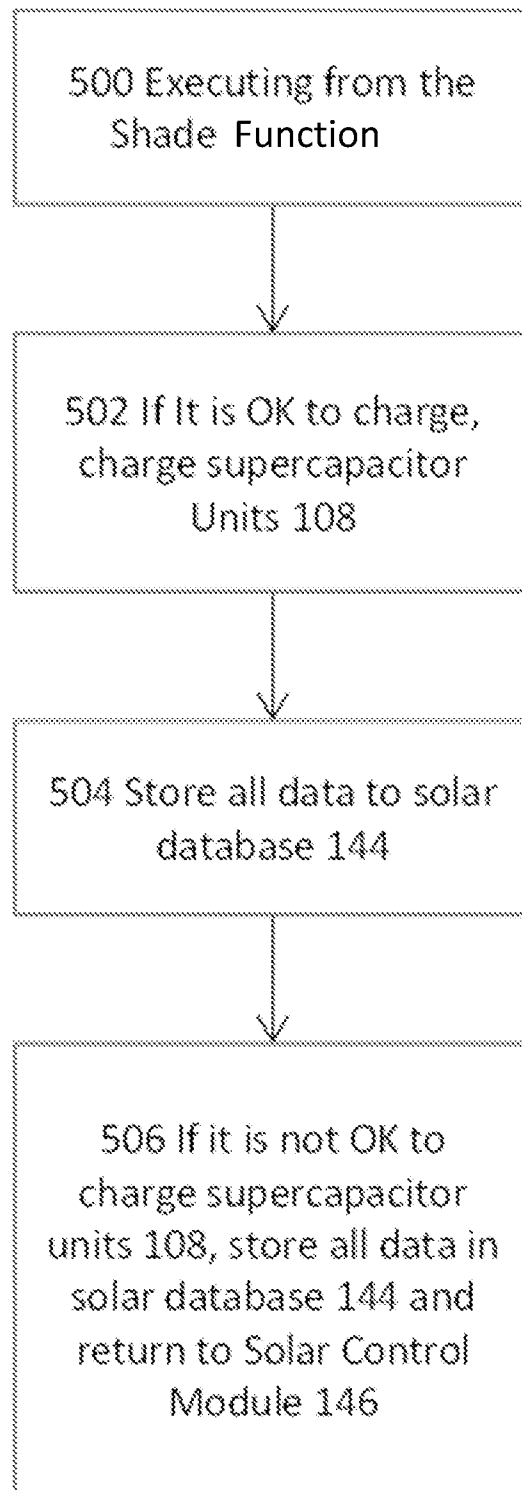 500 Executing from the
Shade Function
502 If It is OK to charge,
charge supercapacitor
Units 108
504 Store all data to solar
database 144
506 If it is not OK to
charge supercapacitor
units 108, store all data in
solar database 144 and
return to Solar Control
Module 146